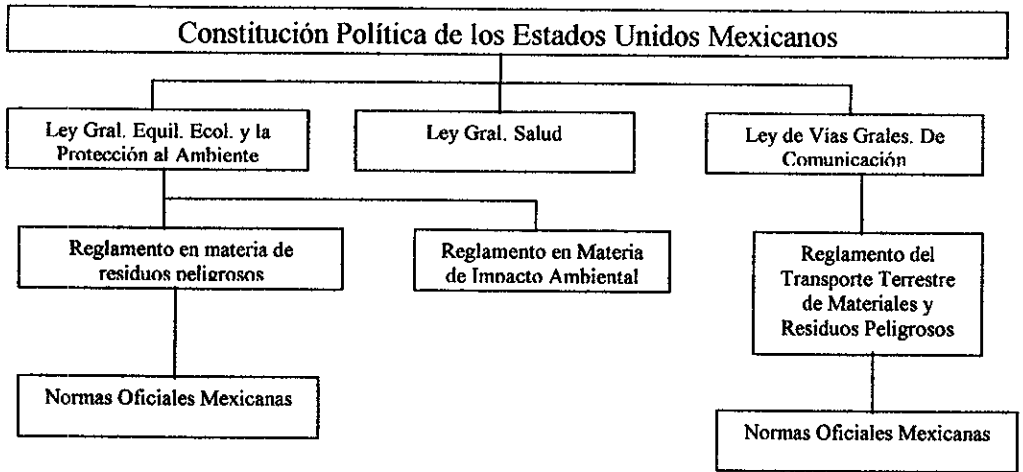 Constitución Política de los Estados Unidos Mexicanos
Ley Gral. Equil. Ecol. y la
Protección al Ambiente
Ley Gral. Salud
Ley de Vías Grales. De
Comunicación
Reglamento en materia de
residuos peligrosos
Reglamento en Materia
de Impacto Ambiental
Reglamento del
Transporte Terrestre
de Materiales y
Residuos Peligrosos
Normas Oficiales Mexicanas
Normas Oficiales Mexicanas